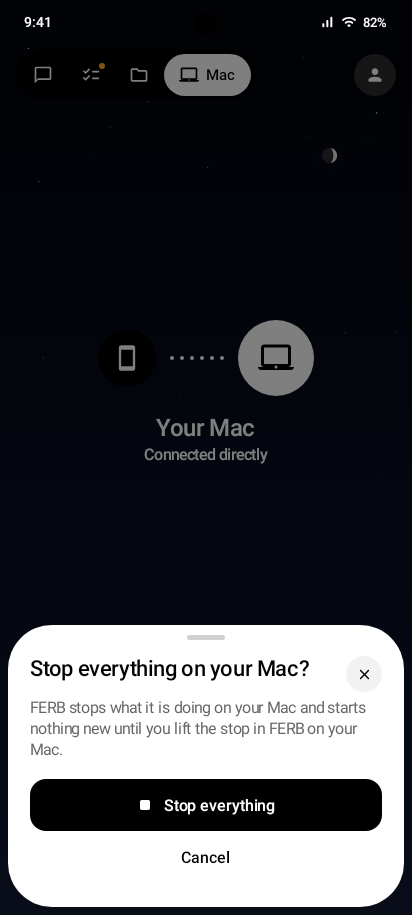 9:41
82%
Mac
Your Mac
Connected directly
Stop everything on your Mac?
FERB stops what it is doing on your Mac and starts
nothing new until you lift the stop in FERB on your
Mac.
Stop everything
Cancel